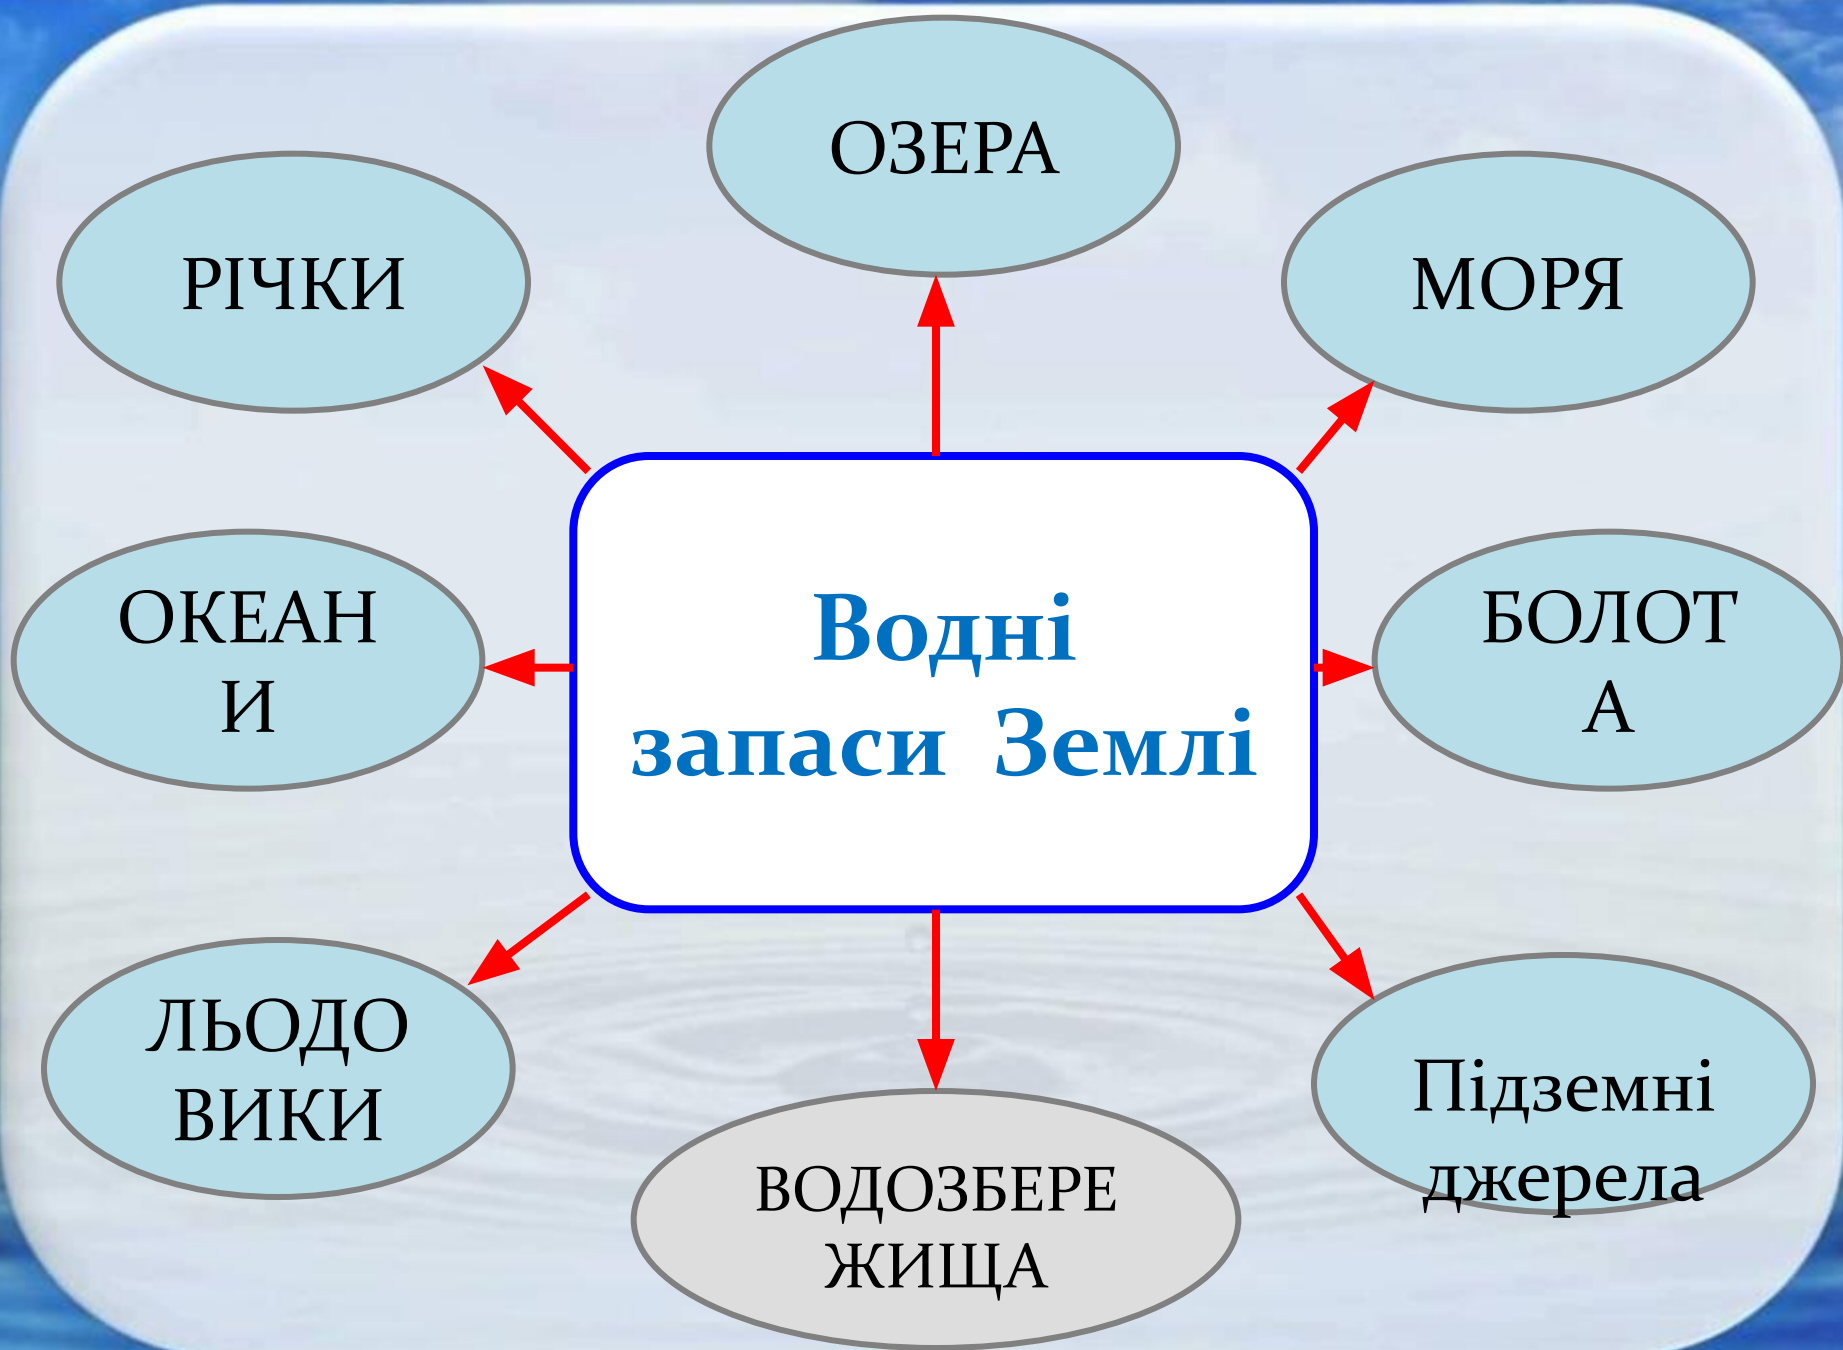 ОЗЕРА
РІЧКИ
МОРЯ
ОКЕАН
И
Водні
запаси Землі
БОЛОТ
А
ЛЬОДО
ВИКИ
Підземні
джерела
ВОДОЗБЕРЕ
ЖИЩА